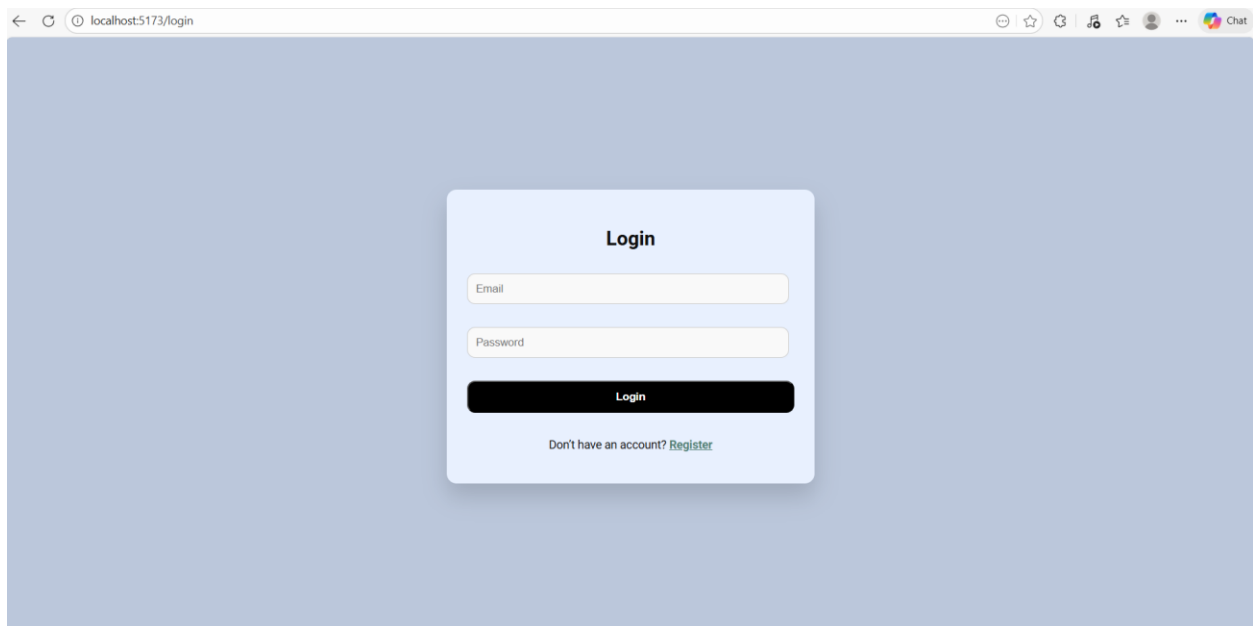 localhost:5173/login
Chat
Login
Email
Password
Login
Don't have an account? Register